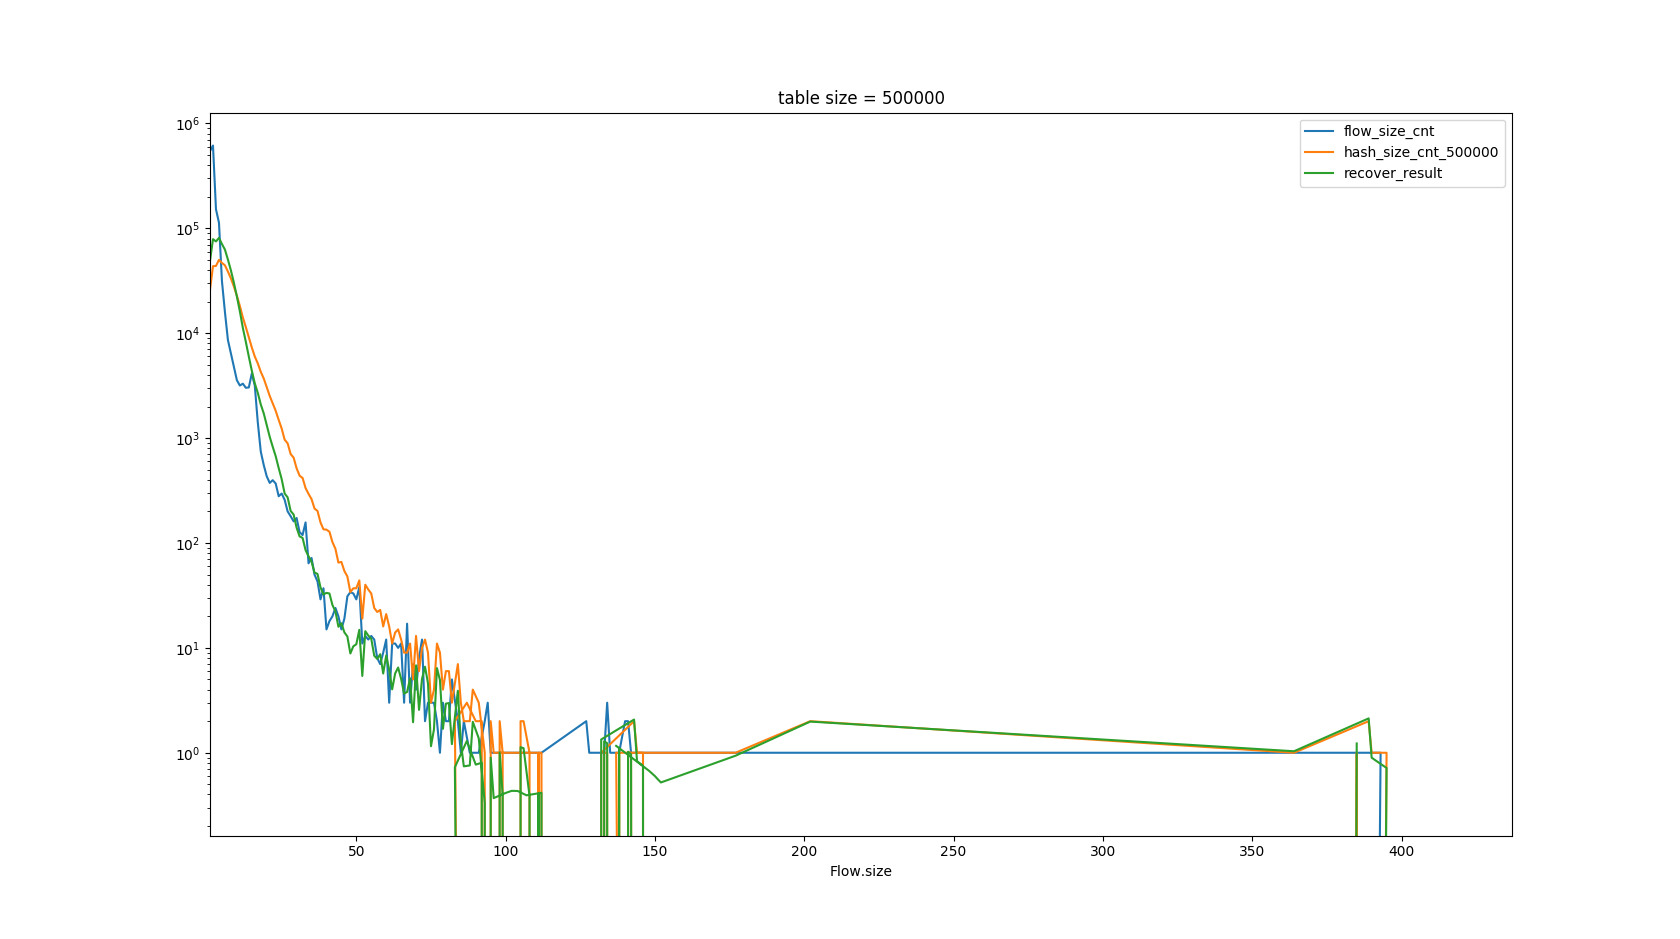 table size = 500000
flow_size_cnt
hash_size_cnt_500000
recover_result
10^6
10^5
10^4
10^3
10^2
10^1
10^0
50 100 150 200 250 300 350 400
Flow.size